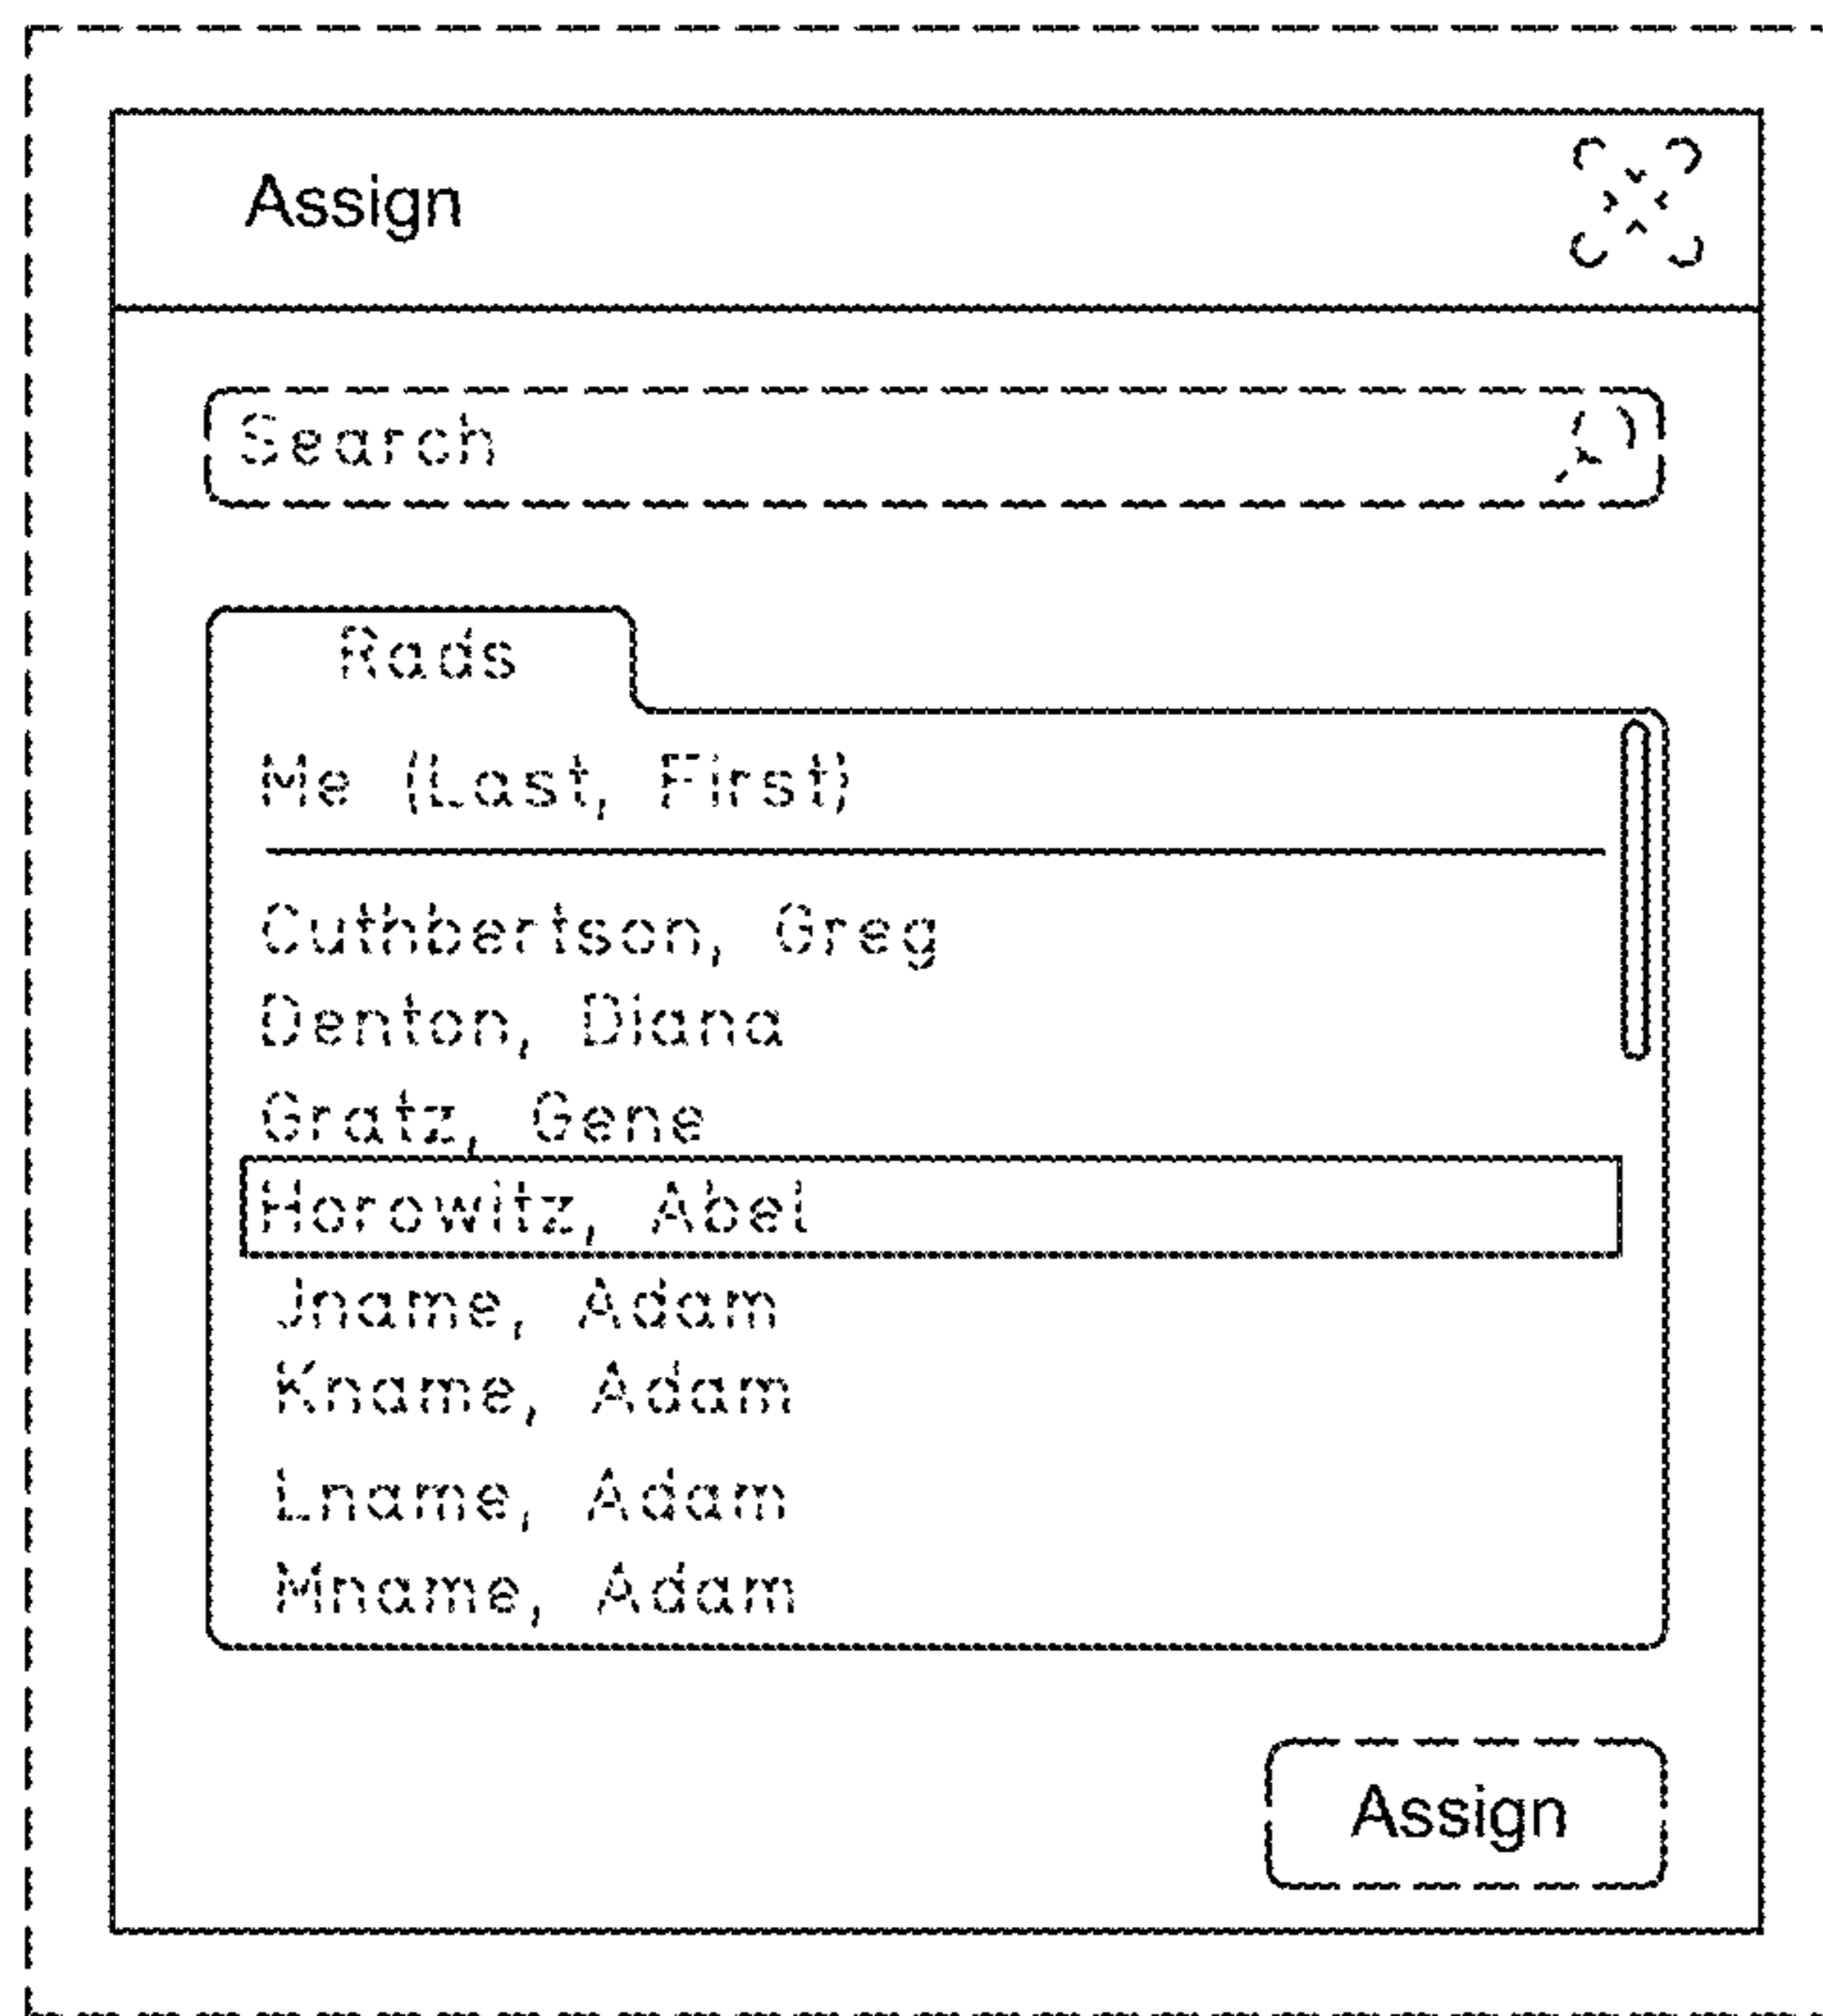 Assign
Search
Rads
Me (Last, First)
Cuthbertson, Greg
Denton, Diana
Gratz, Gene
Horowitz, Abel
Jname, Adam
Kname, Adam
Lname, Adam
Mname, Adam
Assign